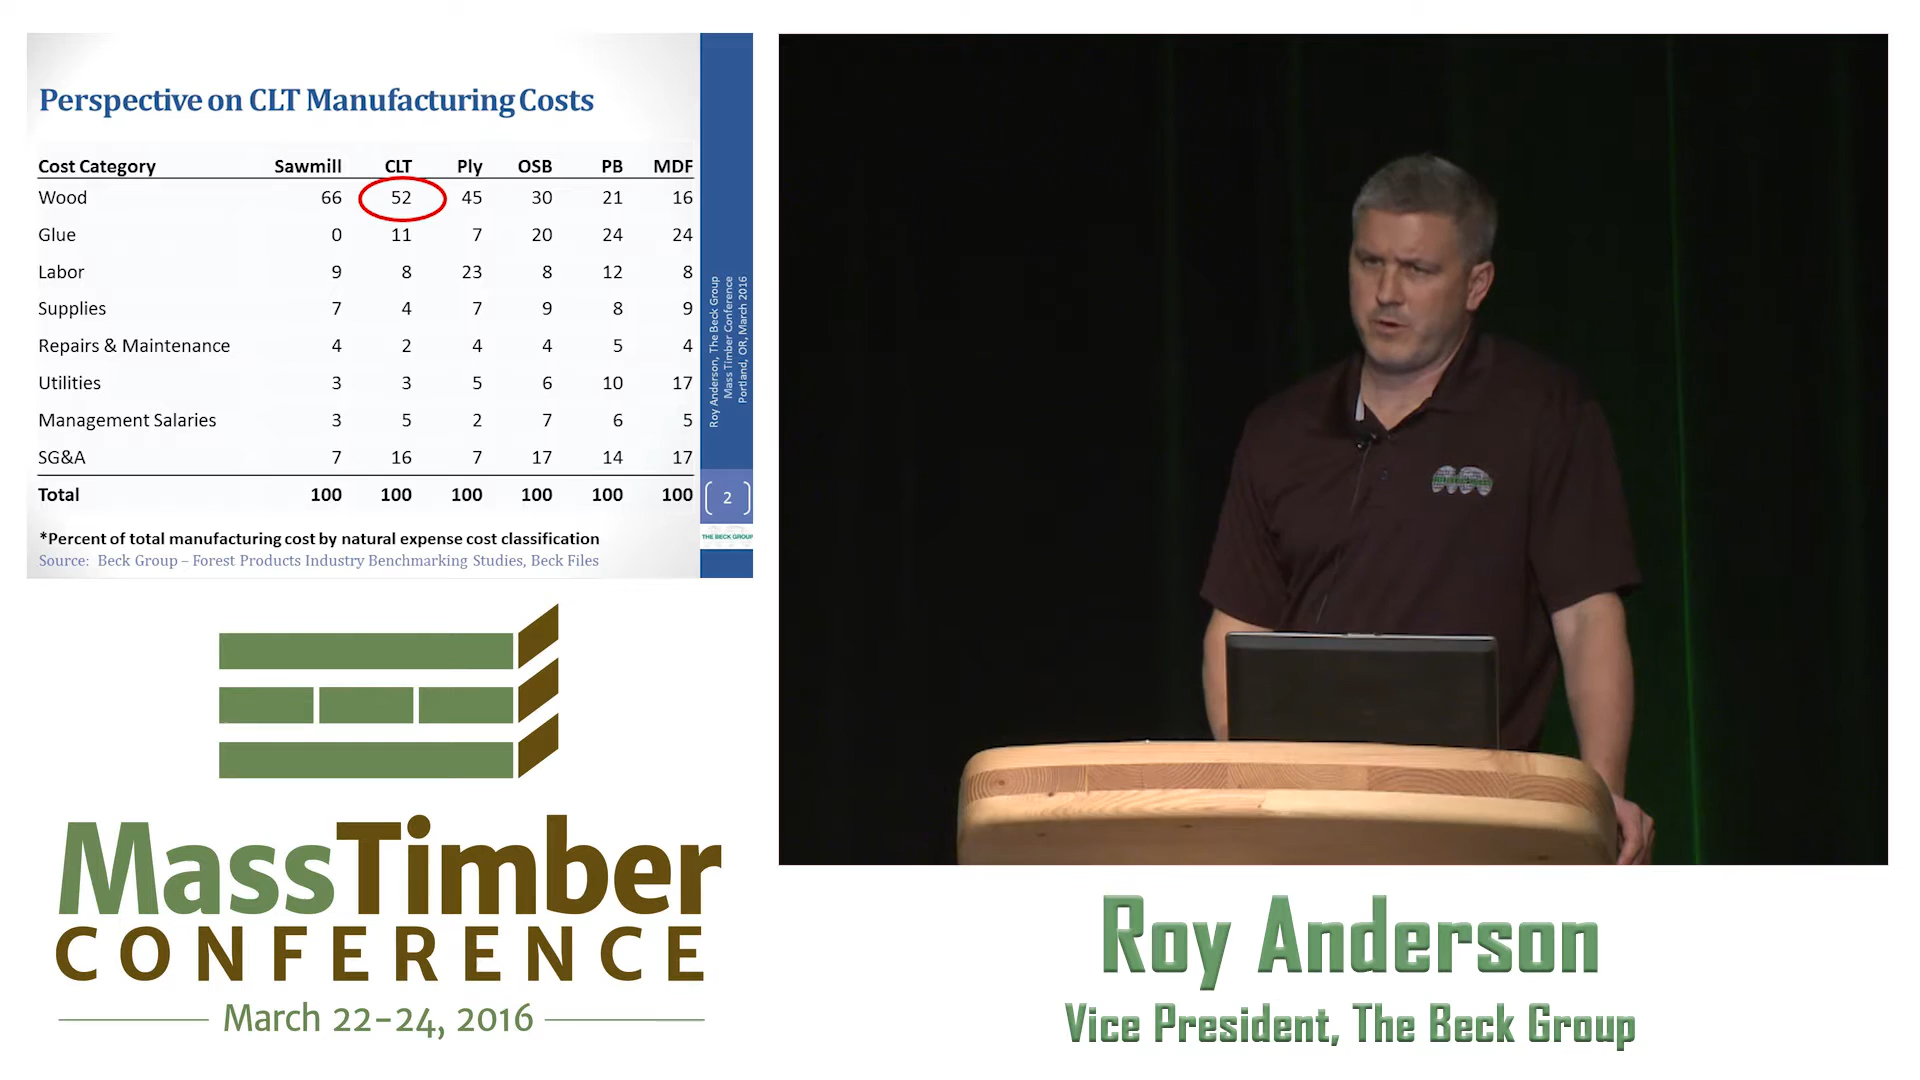 Perspective on CLT Manufacturing Costs
Cost Category Sawmill CLT Ply OSB PB MDF
Wood 66 52 45 30 21 16
Glue 0 11 7 20 24 24
Labor 9 8 23 8 12 8
Supplies 7 4 7 9 8 9
Repairs & Maintenance 4 2 4 4 5 4
Utilities 3 3 5 6 10 17
Management Salaries 3 5 2 7 6 5
SG&A 7 16 7 17 14 17
Total 100 100 100 100 100 100
*Percent of total manufacturing cost by natural expense cost classification
Source: Beck Group – Forest Products Industry Benchmarking Studies, Beck Files
Roy Anderson, The Beck Group
Mass Timber Conference
Portland, OR, March 2016
2
THE BECK GROUP
MassTimber
CONFERENCE
March 22-24, 2016
Roy Anderson
Vice President, The Beck Group